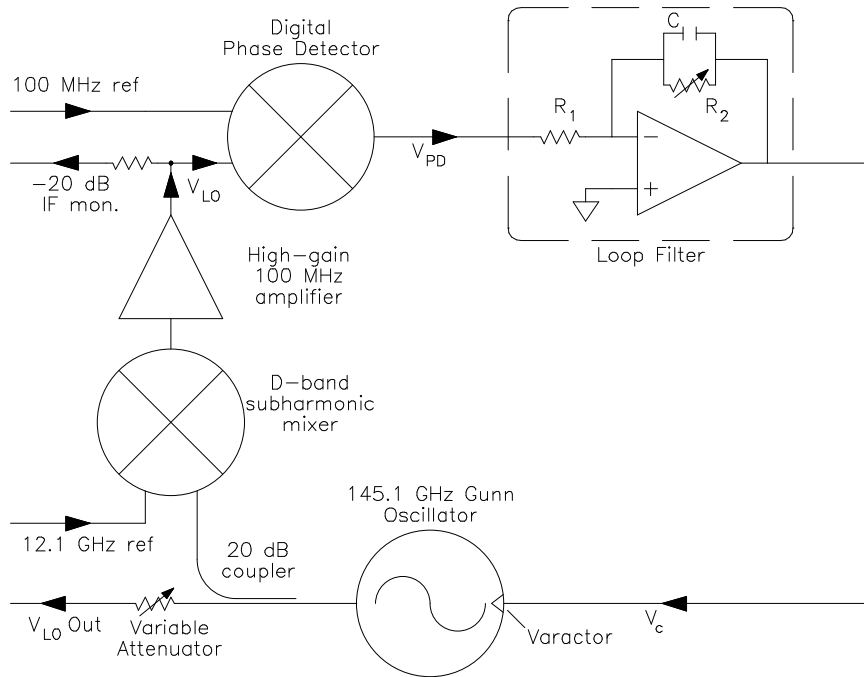 Digital
Phase Detector
100 MHz ref
C
R1
R2
VPD
−
+
−20 dB
IF mon.
VLO
Loop Filter
High−gain
100 MHz
amplifier
D−band
subharmonic
mixer
145.1 GHz Gunn
Oscillator
12.1 GHz ref
20 dB
coupler
VLO Out
Variable
Attenuator
Varactor
Vc